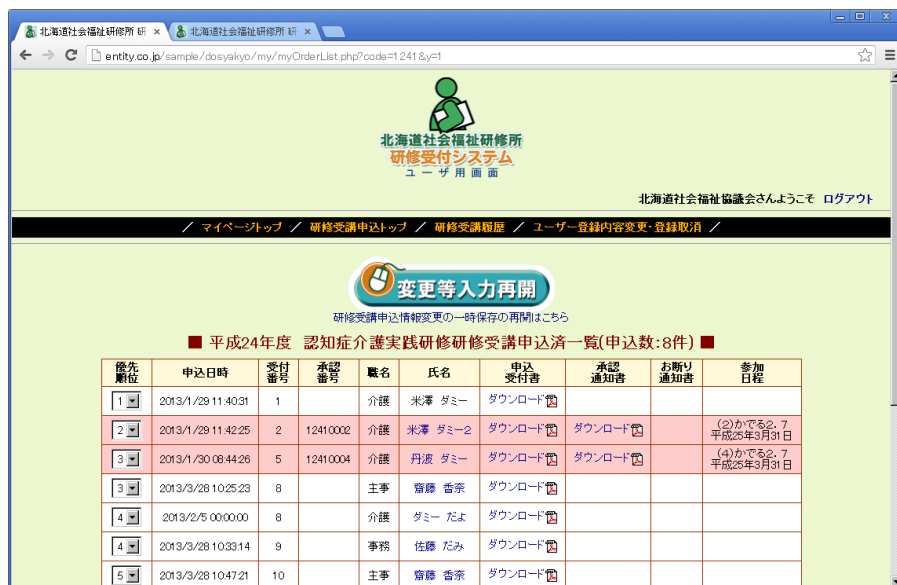 北海道社会福祉研修所 研
北海道社会福祉研修所 研
entity.co.jp/sample/dosyakyo/my/myOrderList.php?code=1241&y=1
北海道社会福祉研修所
研修受付システム
ユーザ用画面
北海道社会福祉協議会さんようこそ ログアウト
／ マイページトップ ／ 研修受講申込トップ ／ 研修受講履歴 ／ ユーザー登録内容変更・登録取消 ／
変更等入力再開
研修受講申込情報変更の一時保存の再開はこちら
■ 平成24年度 認知症介護実践研修研修受講申込済一覧(申込数:8件) ■
優先順位 申込日時 受付番号 承認番号 職名 氏名 申込受付書 承認通知書 お断り通知書 参加日程
1 2013/1/29 11:40:31 1 介護 米澤 ダミー ダウンロード
2 2013/1/29 11:42:25 2 12410002 介護 米澤 ダミー2 ダウンロード ダウンロード (2)かでる2.7 平成25年3月31日
3 2013/1/30 08:44:26 5 12410004 介護 丹波 ダミー ダウンロード ダウンロード (4)かでる2.7 平成25年3月31日
3 2013/3/28 10:25:23 8 主事 齋藤 香奈 ダウンロード
4 2013/2/5 00:00:00 8 介護 ダミー だよ ダウンロード
4 2013/3/28 10:33:14 9 事務 佐藤 だみ ダウンロード
5 2013/3/28 10:47:21 10 主事 齋藤 香奈 ダウンロード